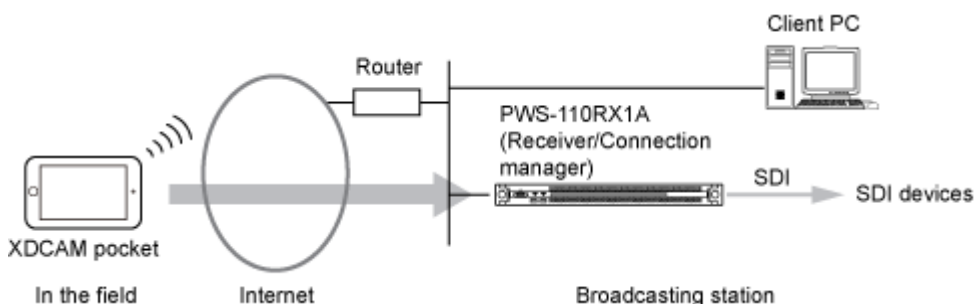 Client PC
Router
PWS-110RX1A
(Receiver/Connection
manager)
SDI
SDI devices
XDCAM pocket
In the field
Internet
Broadcasting station